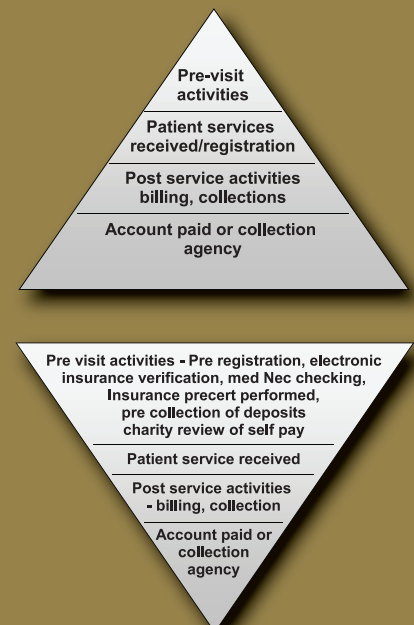 Pre-visit
activities
Patient services
received/registration
Post service activities
billing, collections
Account paid or collection
agency
Pre visit activities - Pre registration, electronic
insurance verification, med Nec checking,
Insurance precert performed,
pre collection of deposits
charity review of self pay
Patient service received
Post service activities
- billing, collection
Account paid or
collection
agency